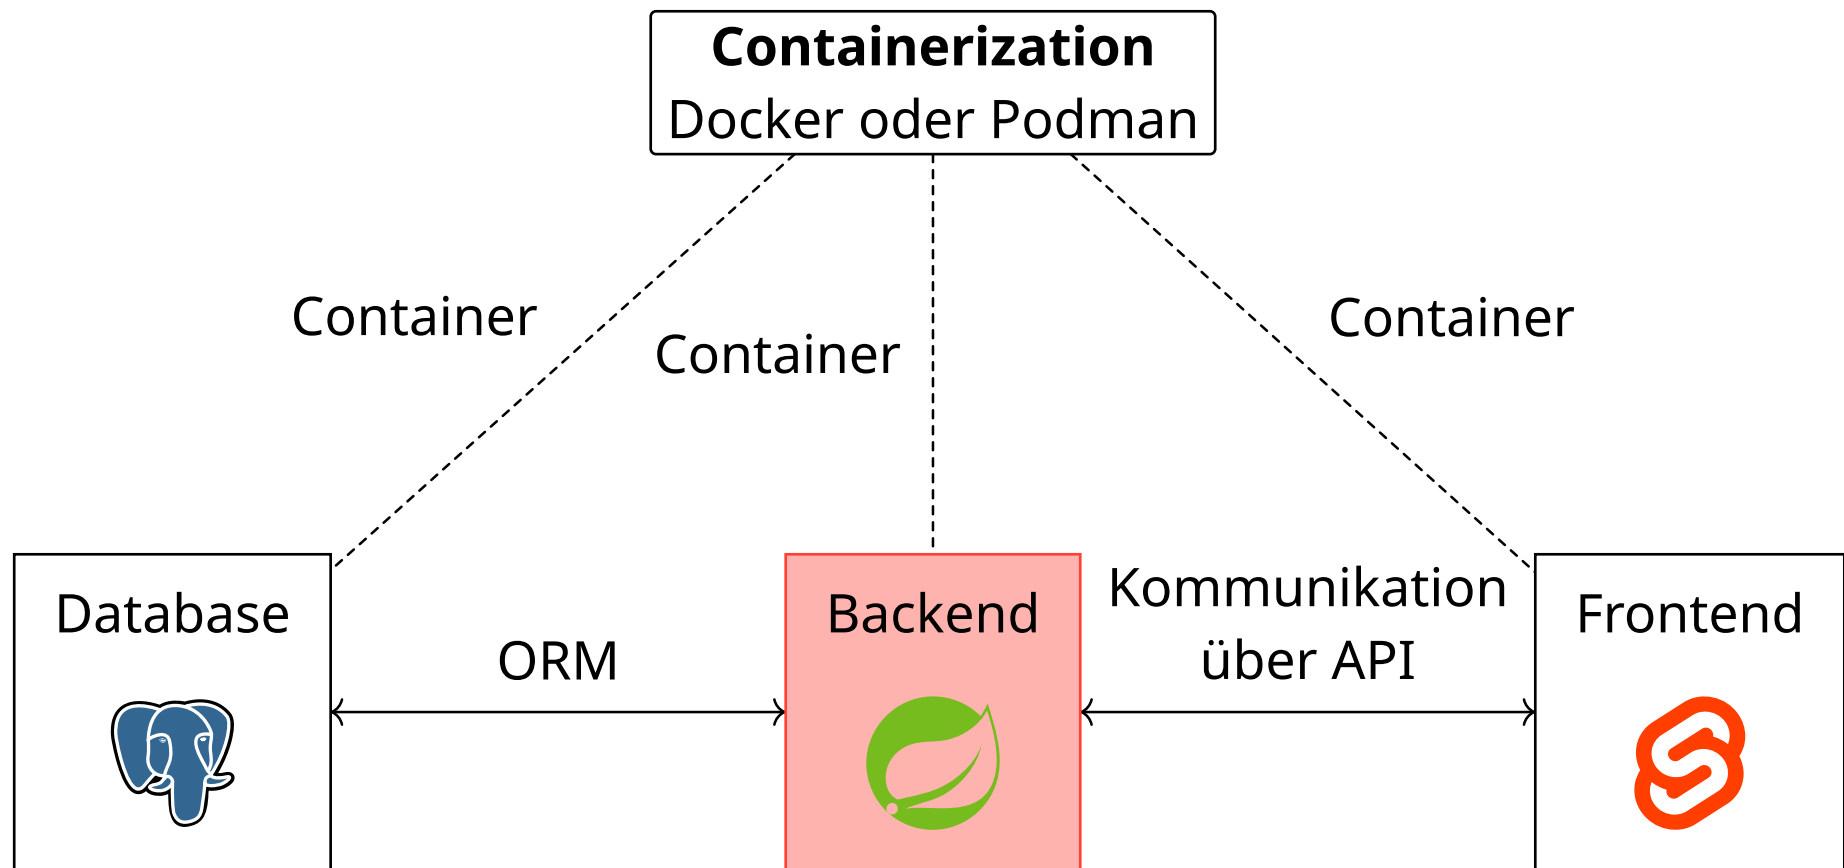 Containerization
Docker oder Podman
Container
Container
Container
Database
ORM
Backend
Kommunikation
über API
Frontend